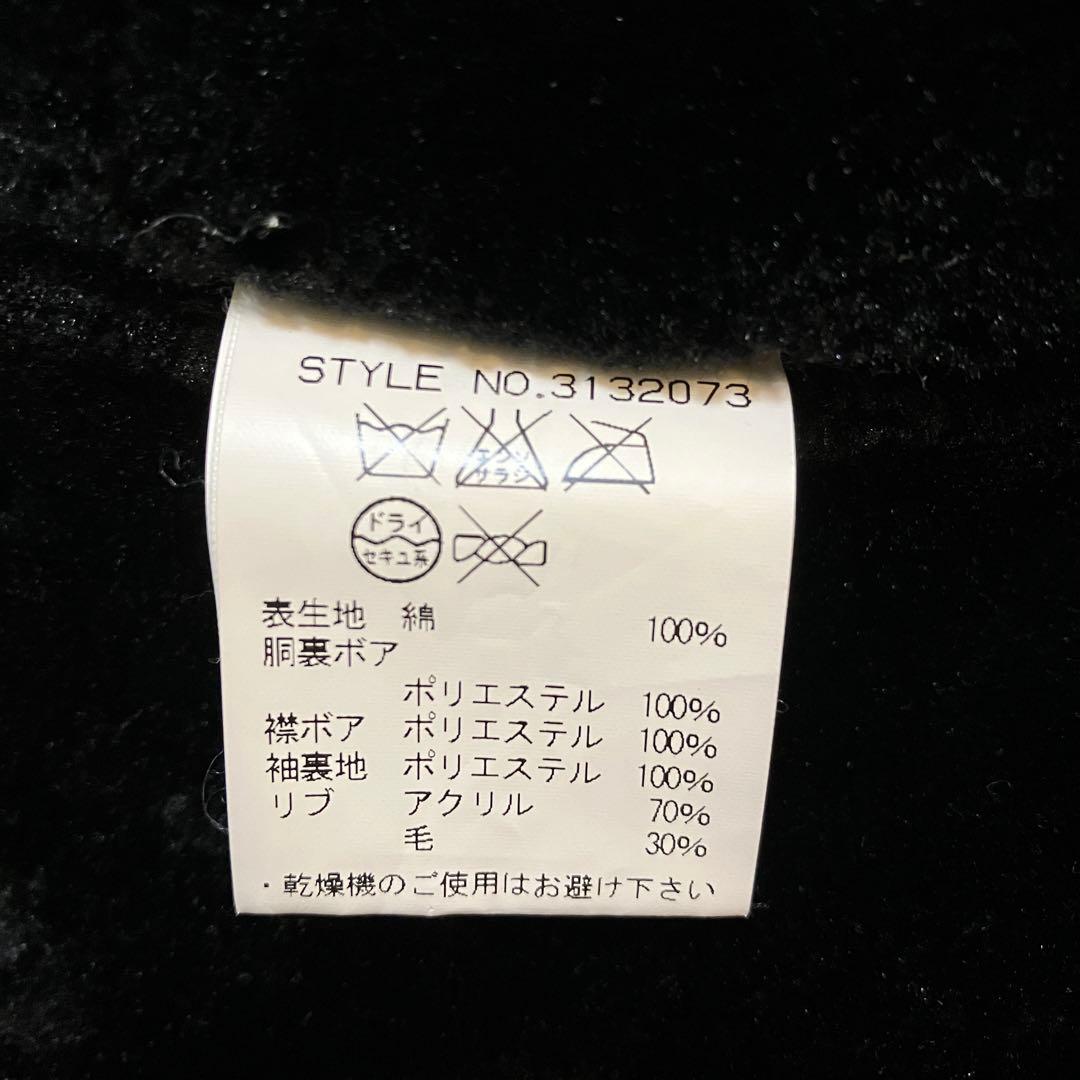 STYLE NO.3132073
エンソ
サラシ
ドライ
セキユ系
表生地 綿 100%
胴裏ボア
ポリエステル 100%
襟ボア ポリエステル 100%
袖裏地 ポリエステル 100%
リブ アクリル 70%
毛 30%
・乾燥機のご使用はお避け下さい